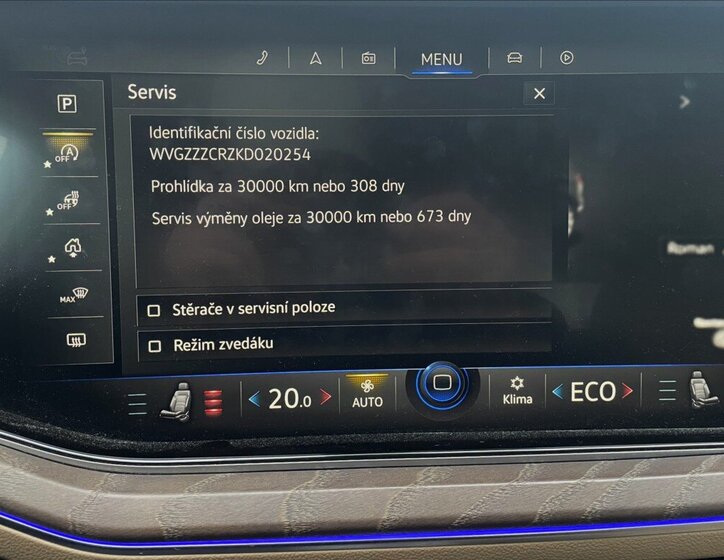 MENU
Servis
Identifikační číslo vozidla:
WVGZZZCRZKD020254
Prohlídka za 30000 km nebo 308 dny
Servis výměny oleje za 30000 km nebo 673 dny
Stěrače v servisní poloze
Režim zvedáku
P
A
OFF
OFF
MAX
Roman
20.0
AUTO
Klima
ECO